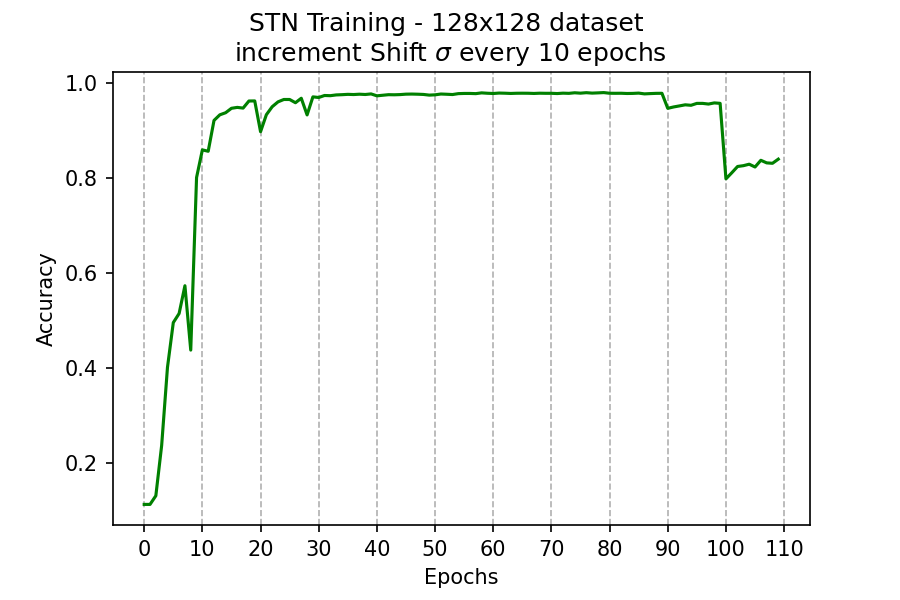 STN Training - 128x128 dataset
increment Shift σ every 10 epochs
1.0
0.8
0.6
0.4
0.2
Accuracy
0 10 20 30 40 50 60 70 80 90 100 110
Epochs